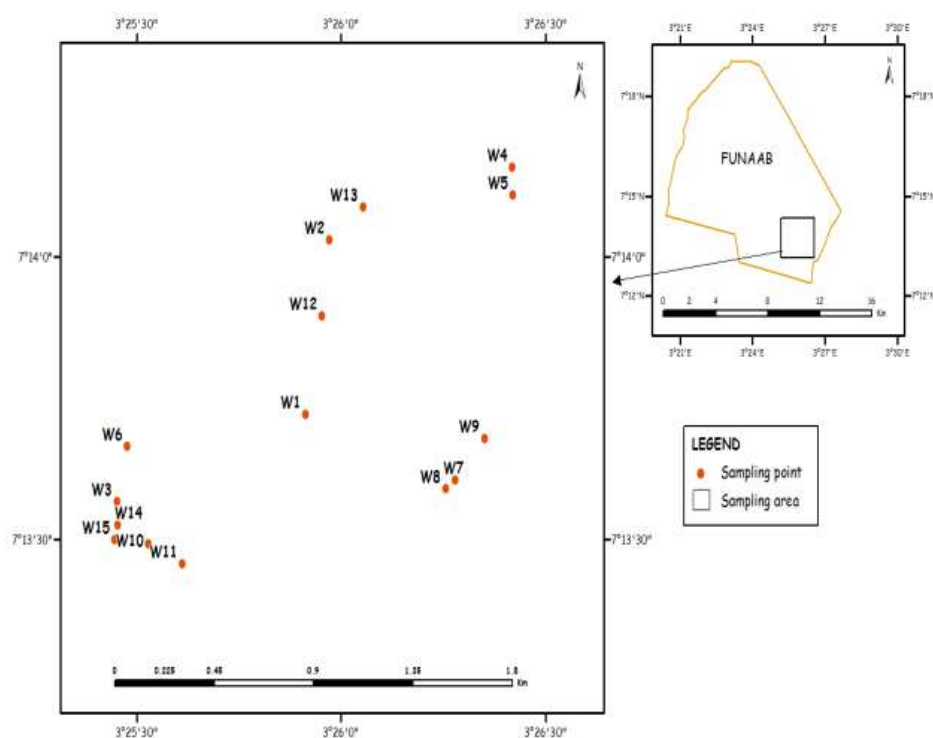 3°25'30" 3°26'0" 3°26'30"
N
W4
W5
W13
W2
7°14'0" 7°14'0"
W12
W1
W9
W6
W7
W8
W3
W14
W15
W10
W11
7°13'30" 7°13'30"
0 0.225 0.45 0.9 1.35 1.8
Km
3°25'30" 3°26'0" 3°26'30"
3°21'E 3°24'E 3°27'E 3°30'E
N
7°18'N 7°18'N
FUNAAB
7°15'N 7°15'N
7°12'N 7°12'N
0 2 4 8 12 16
Km
3°21'E 3°24'E 3°27'E 3°30'E
LEGEND
Sampling point
Sampling area